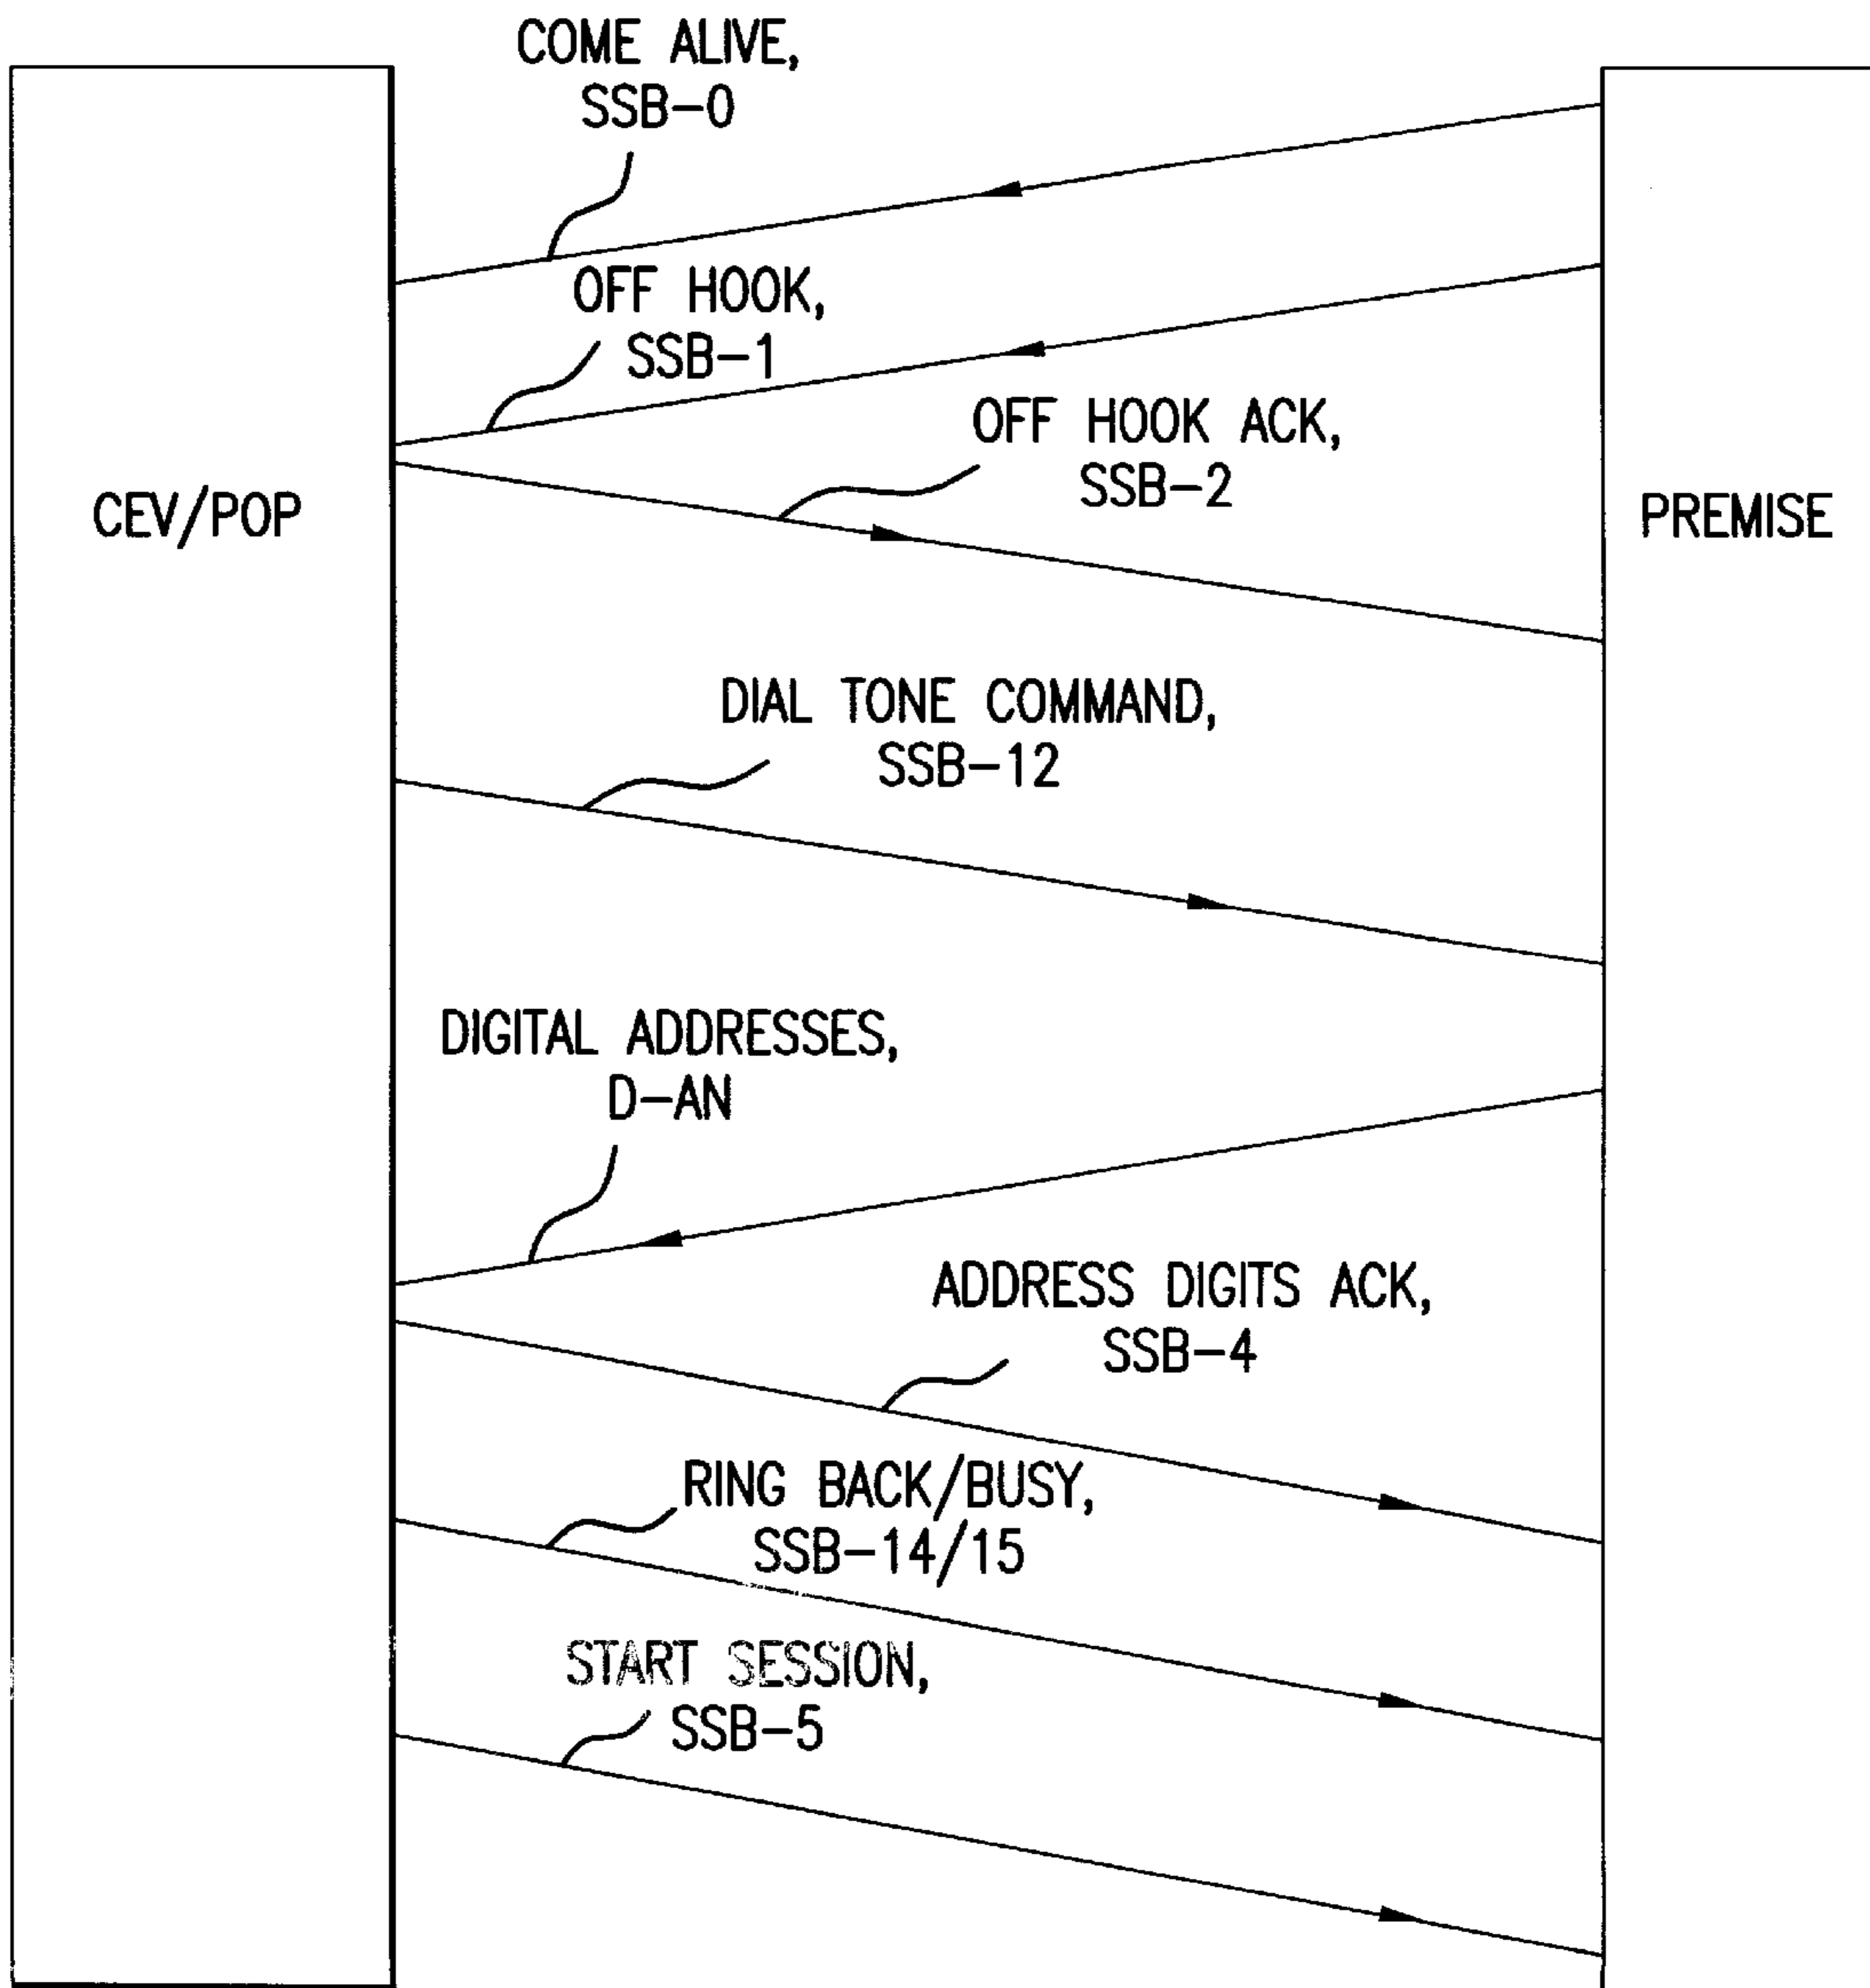 COME ALIVE,
SSB-0
OFF HOOK,
SSB-1
OFF HOOK ACK,
SSB-2
CEV/POP
PREMISE
DIAL TONE COMMAND,
SSB-12
DIGITAL ADDRESSES,
D-AN
ADDRESS DIGITS ACK,
SSB-4
RING BACK/BUSY,
SSB-14/15
START SESSION,
SSB-5